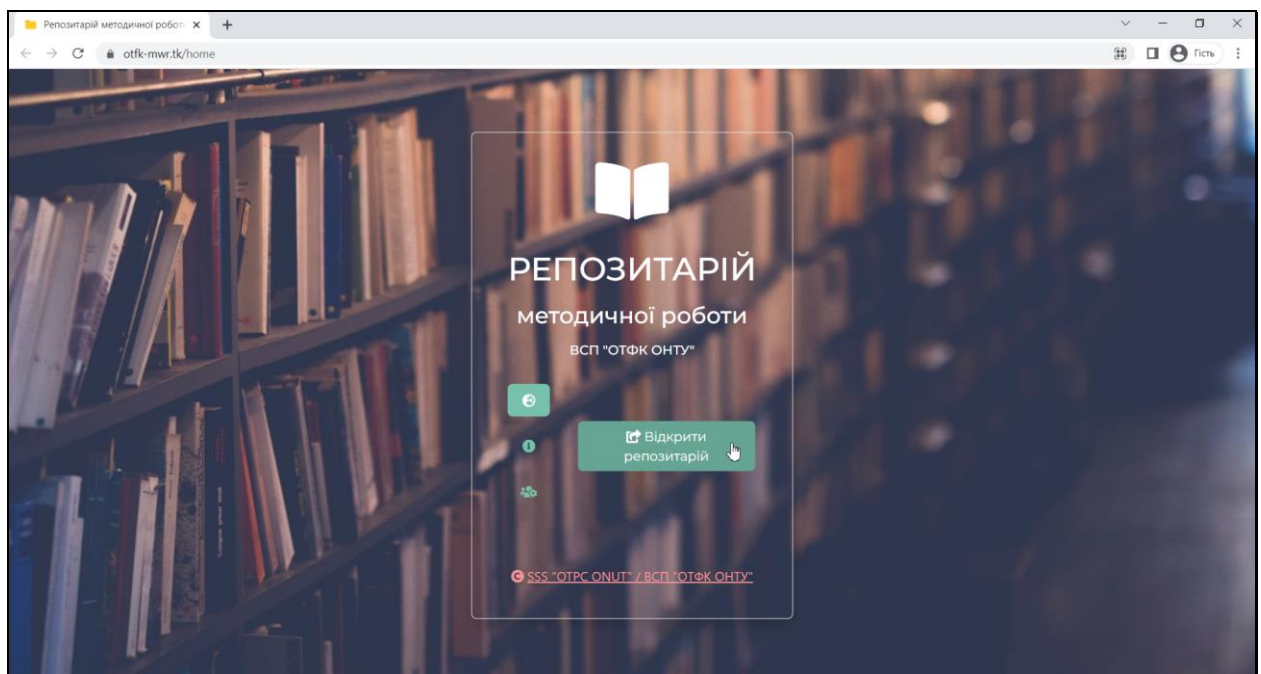 Репозитарій методичної робот
otfk-mwr.tk/home
Гість
РЕПОЗИТАРІЙ
методичної роботи
ВСП "ОТФК ОНТУ"
Відкрити
репозитарій
SSS "OTPC ONUT" / ВСП "ОТФК ОНТУ"